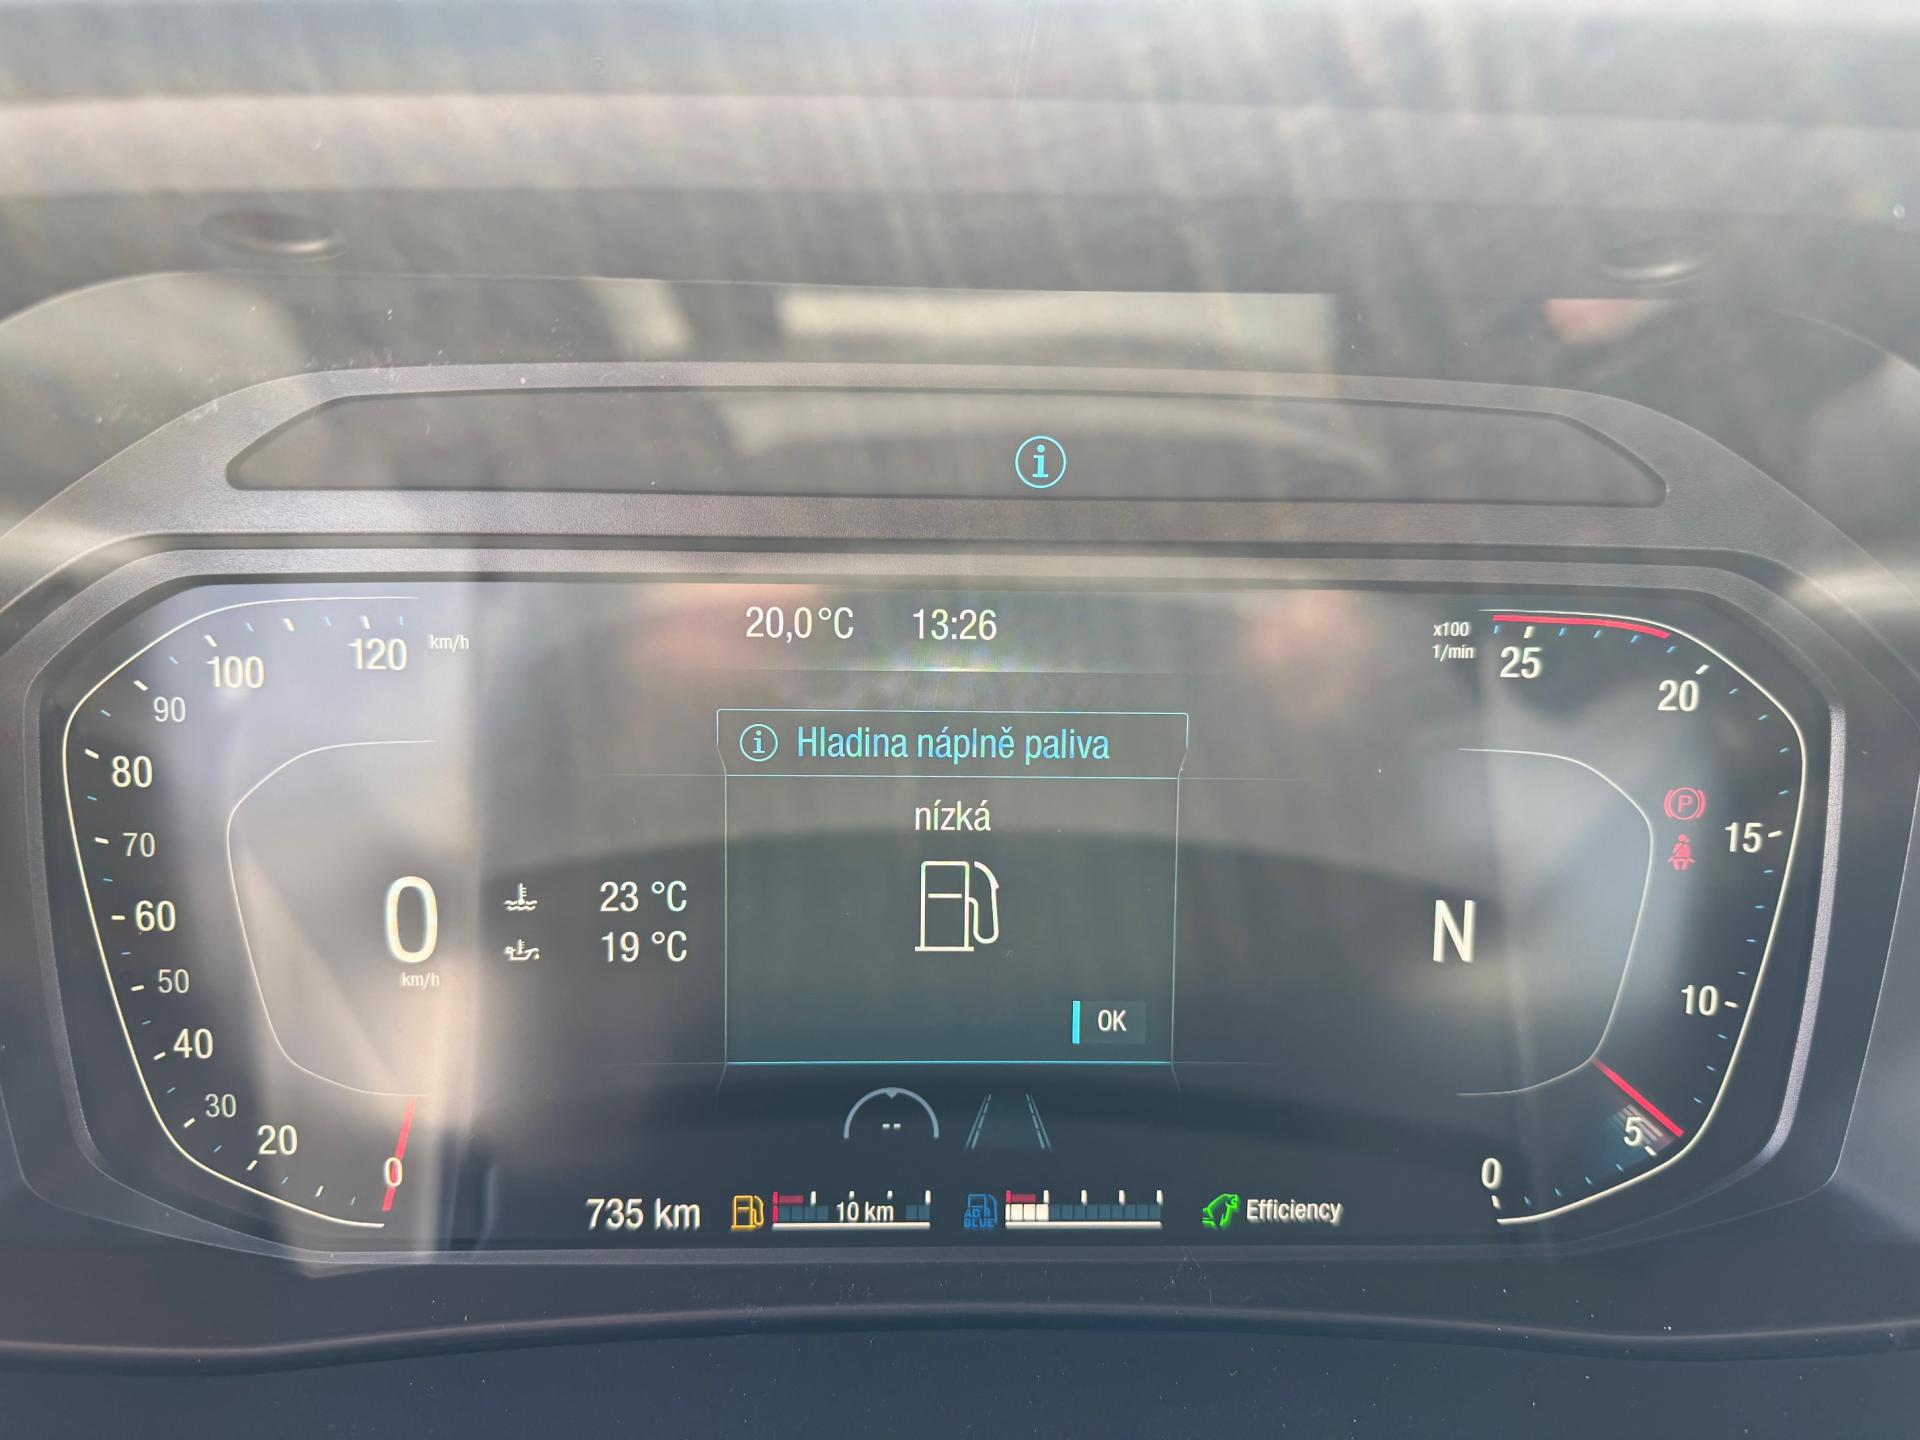 20,0°C 13:26
100 120 km/h
x100
1/min
25
20
90
80
70
60
50
40
30
20
0
Hladina náplně paliva
nízká
OK
0
km/h
23 °C
19 °C
N
P
15
10
5
0
--
735 km
10 km
AD
BLUE
Efficiency